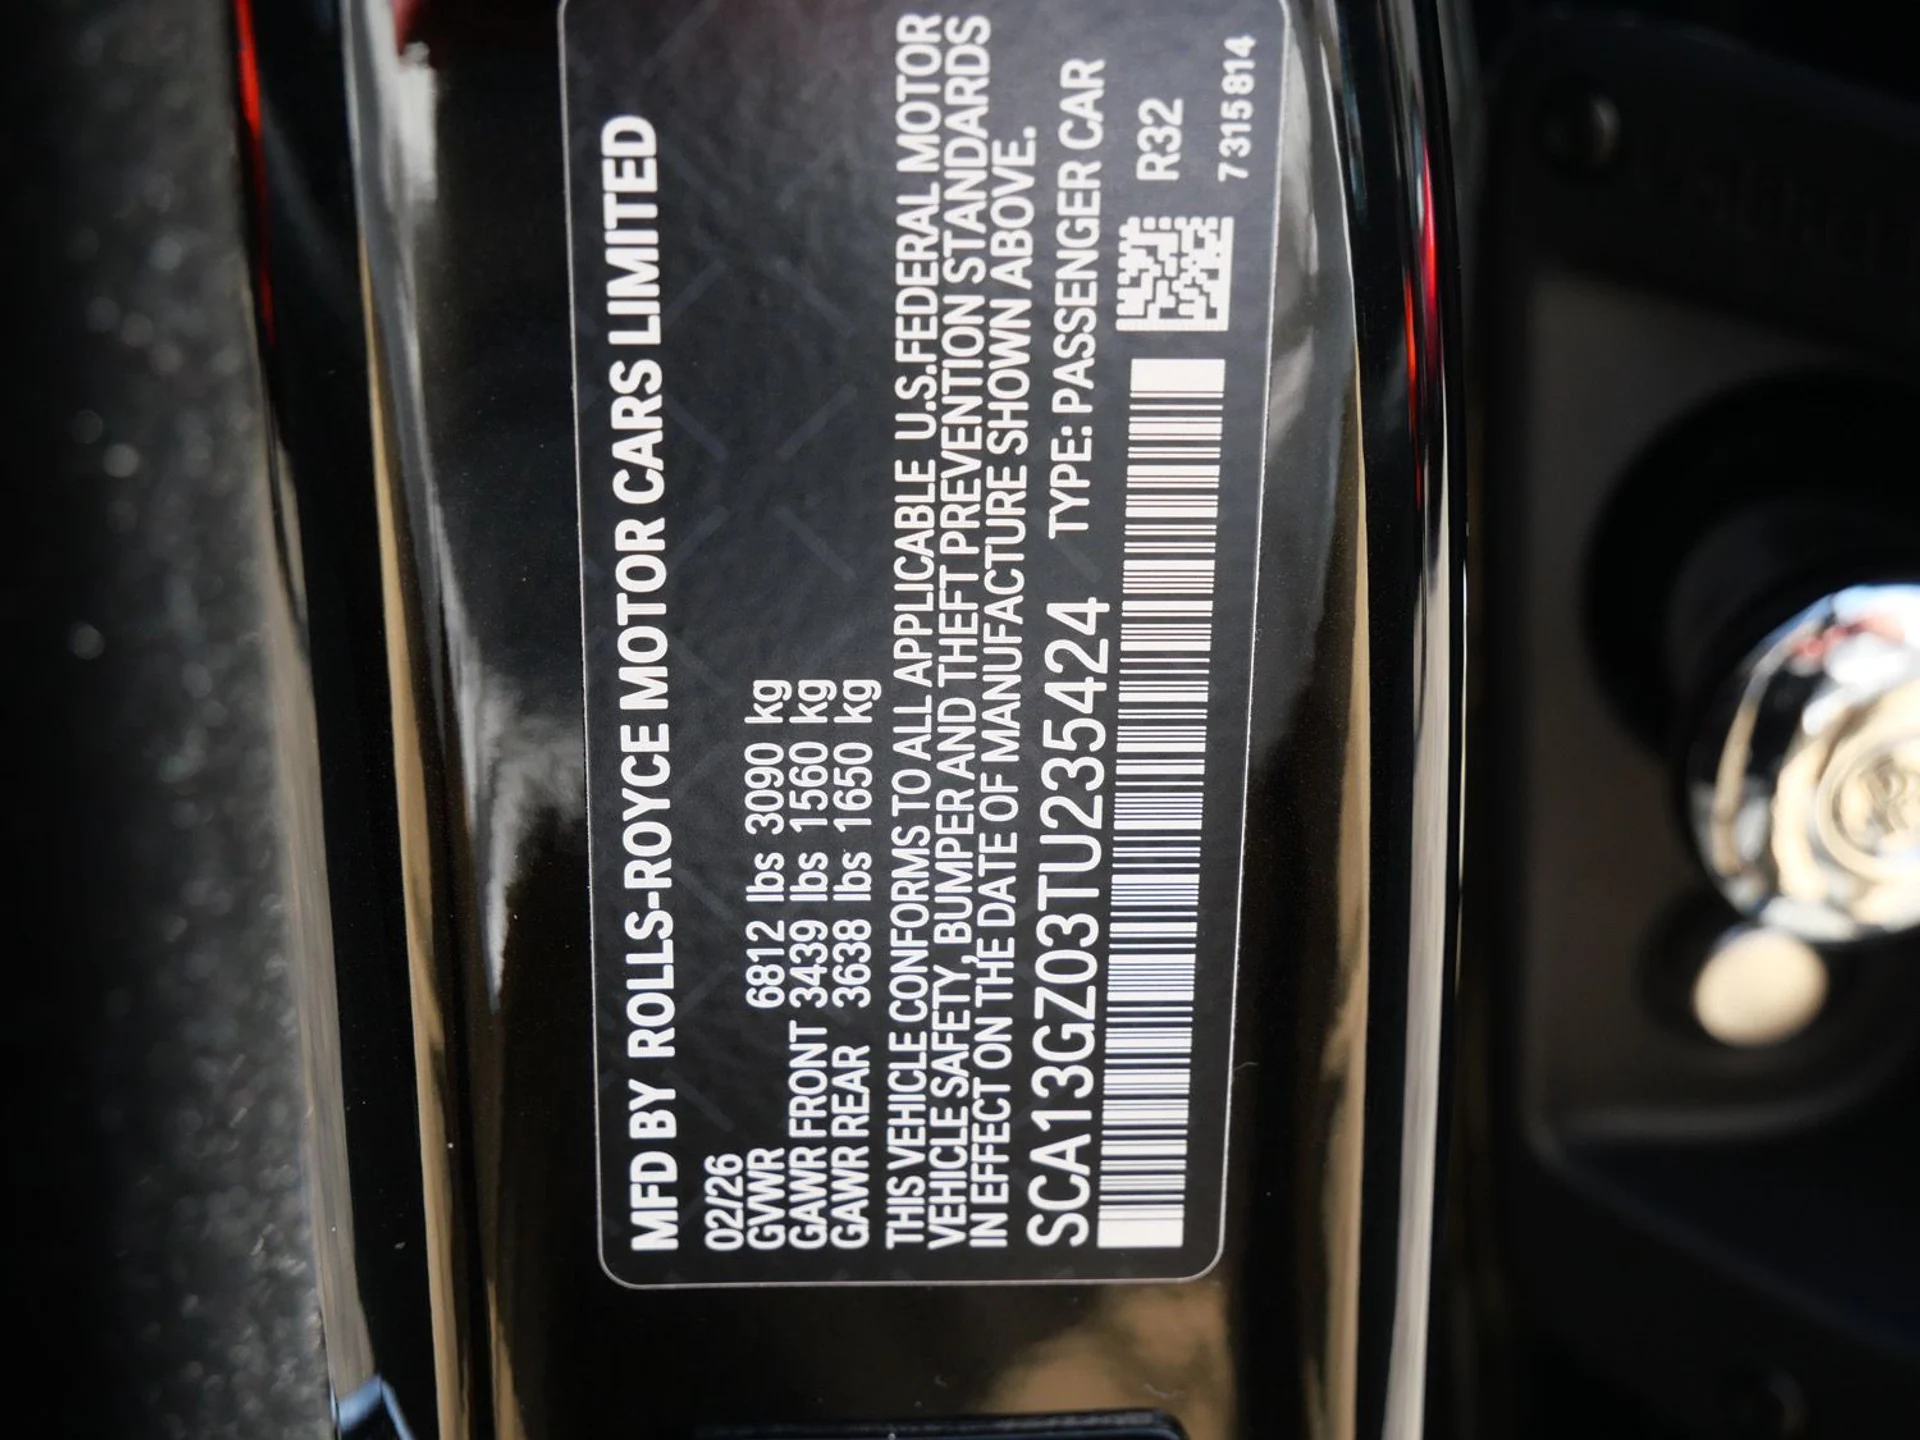 MFD BY ROLLS-ROYCE MOTOR CARS LIMITED
02/26
GVWR 6812 lbs 3090 kg
GAWR FRONT 3439 lbs 1560 kg
GAWR REAR 3638 lbs 1650 kg
THIS VEHICLE CONFORMS TO ALL APPLICABLE U.S.FEDERAL MOTOR
VEHICLE SAFETY, BUMPER AND THEFT PREVENTION STANDARDS
IN EFFECT ON THE DATE OF MANUFACTURE SHOWN ABOVE.
SCA13GZ03TU235424 TYPE: PASSENGER CAR
R32
7315814